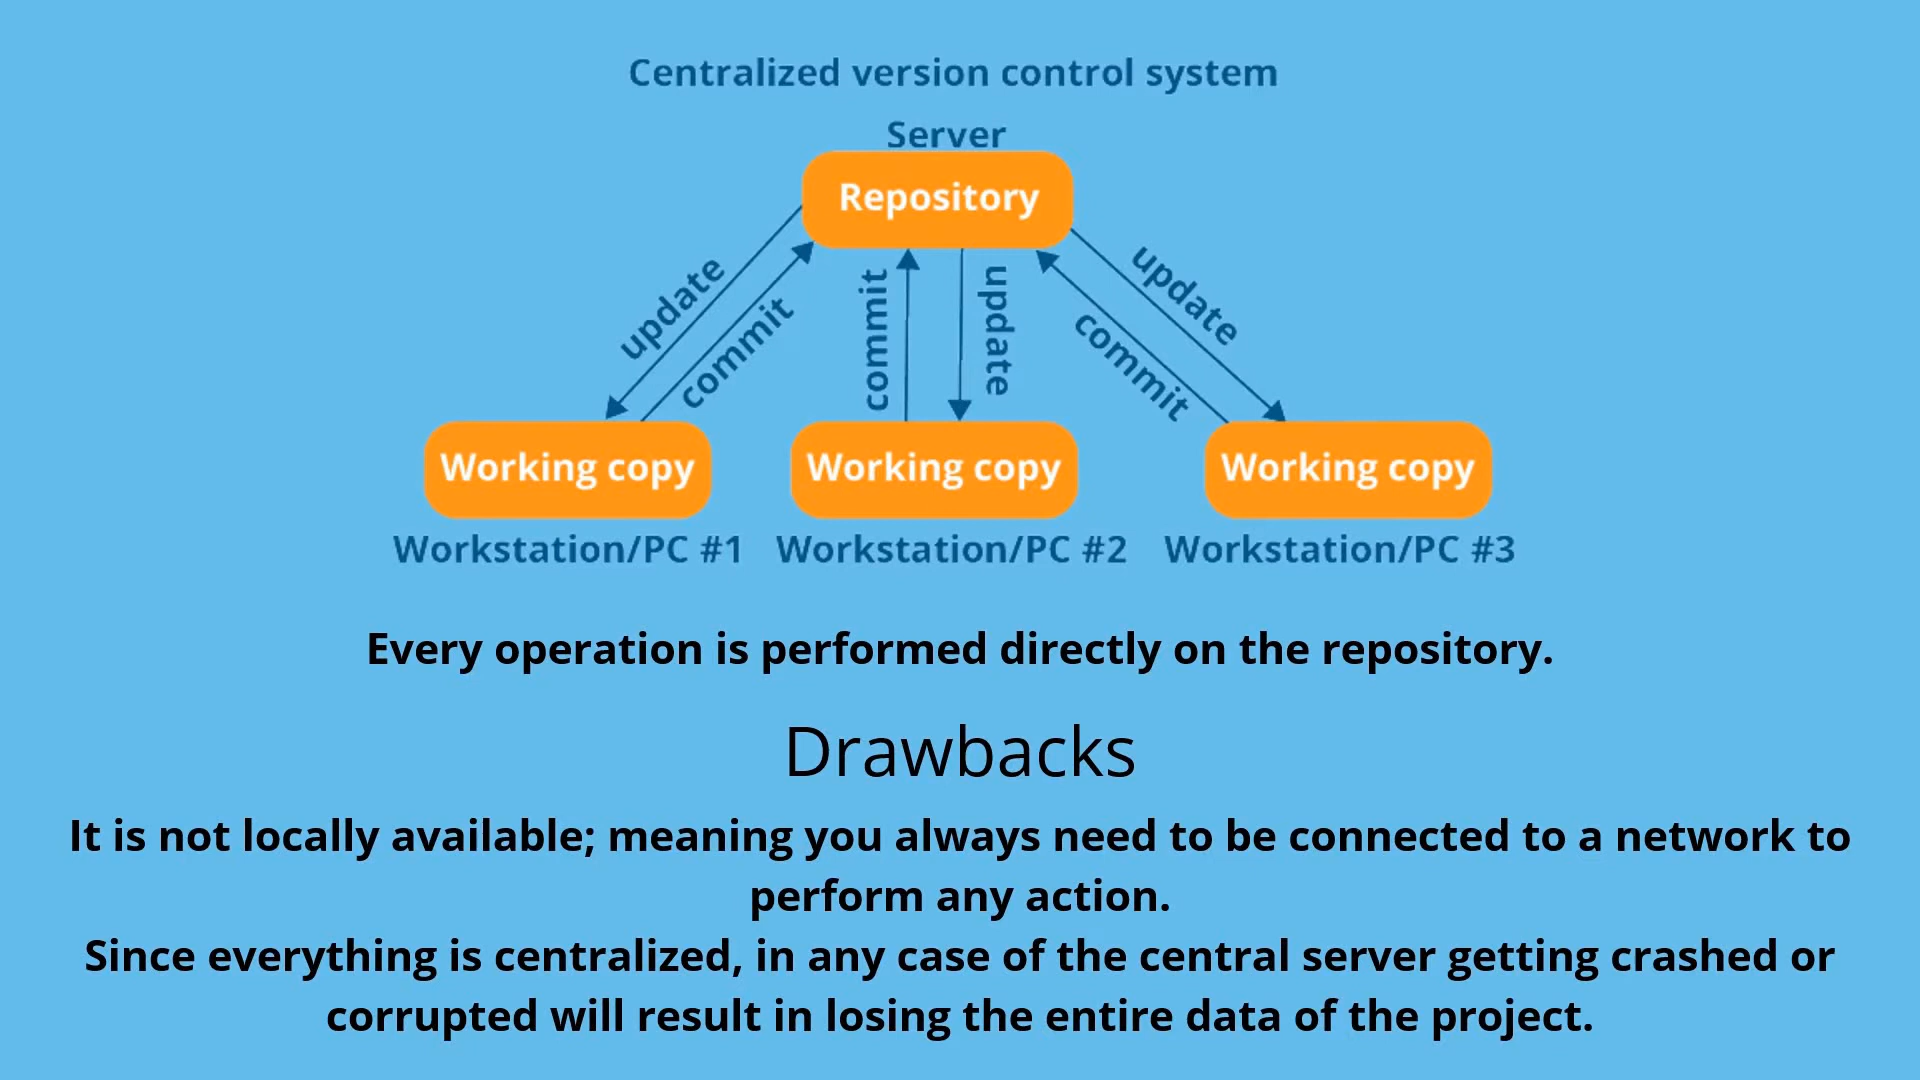 Centralized version control system
Server
Repository
update
commit
commit
update
commit
update
Working copy
Working copy
Working copy
Workstation/PC #1
Workstation/PC #2
Workstation/PC #3
Every operation is performed directly on the repository.
Drawbacks
It is not locally available; meaning you always need to be connected to a network to
perform any action.
Since everything is centralized, in any case of the central server getting crashed or
corrupted will result in losing the entire data of the project.